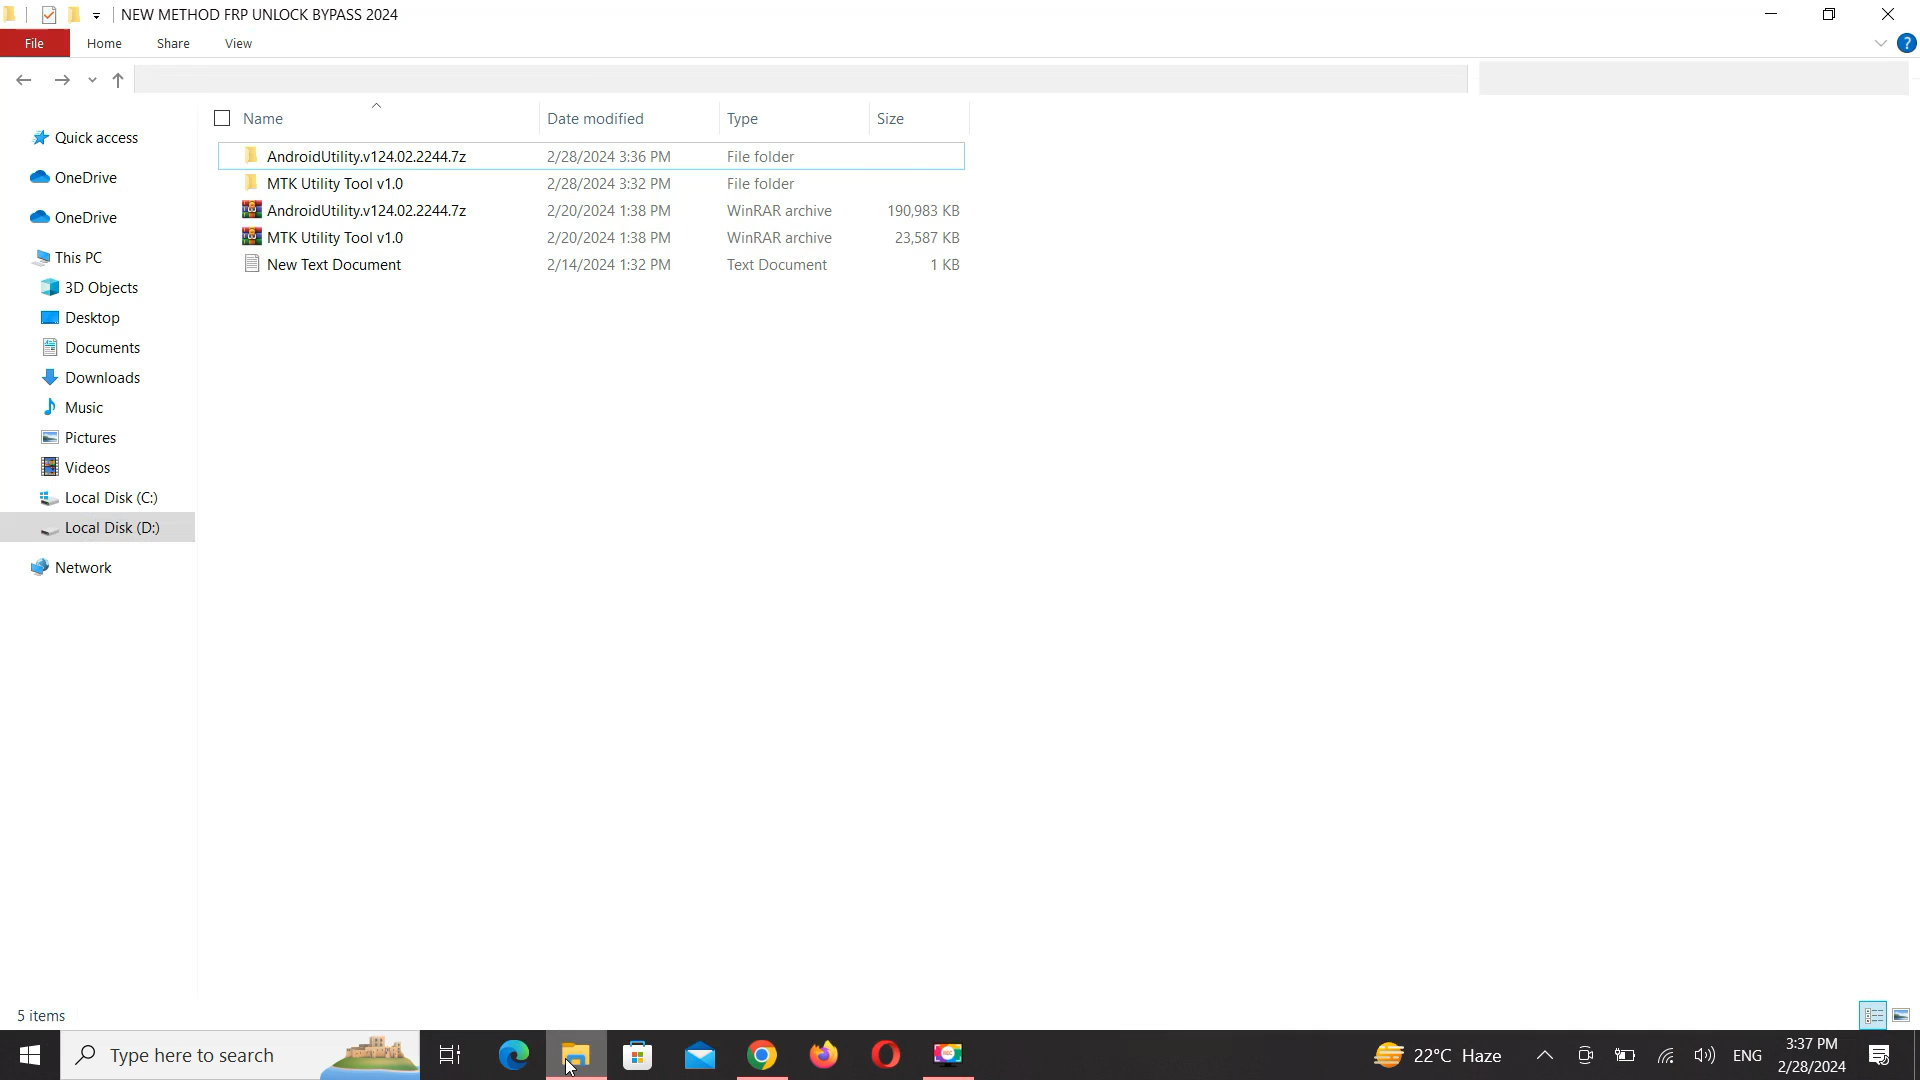 NEW METHOD FRP UNLOCK BYPASS 2024
File Home Share View
Name Date modified Type Size
AndroidUtility.v124.02.2244.7z 2/28/2024 3:36 PM File folder
MTK Utility Tool v1.0 2/28/2024 3:32 PM File folder
AndroidUtility.v124.02.2244.7z 2/20/2024 1:38 PM WinRAR archive 190,983 KB
MTK Utility Tool v1.0 2/20/2024 1:38 PM WinRAR archive 23,587 KB
New Text Document 2/14/2024 1:32 PM Text Document 1 KB
Quick access
OneDrive
OneDrive
This PC
3D Objects
Desktop
Documents
Downloads
Music
Pictures
Videos
Local Disk (C:)
Local Disk (D:)
Network
5 items
Type here to search
22°C Haze
ENG
3:37 PM
2/28/2024